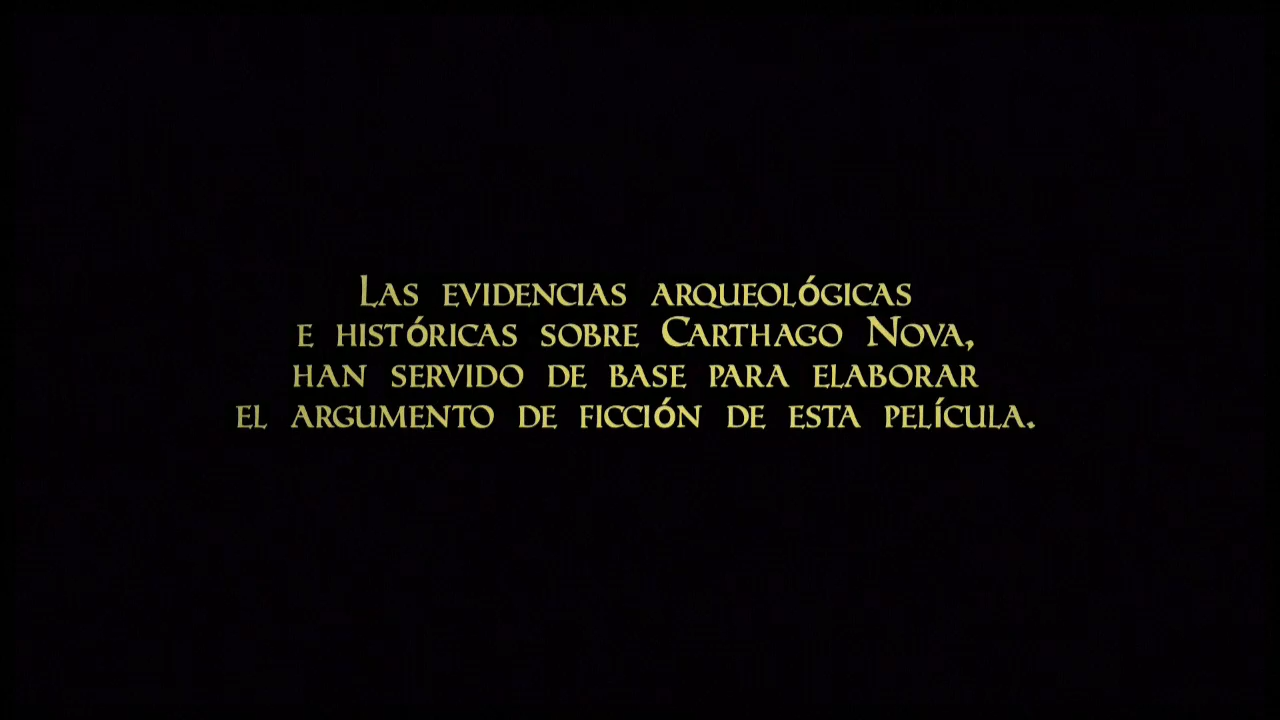 Las evidencias arqueológicas
e históricas sobre Carthago Nova,
han servido de base para elaborar
el argumento de ficción de esta película.